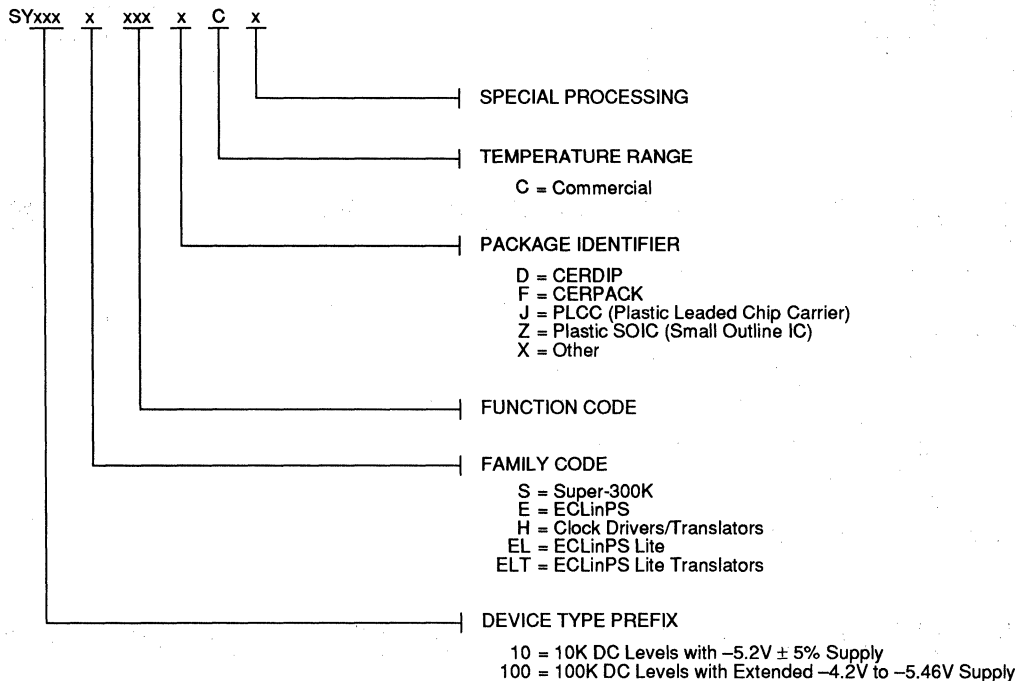 SYxxx x xxx x C x
SPECIAL PROCESSING
TEMPERATURE RANGE
C = Commercial
PACKAGE IDENTIFIER
D = CERDIP
F = CERPACK
J = PLCC (Plastic Leaded Chip Carrier)
Z = Plastic SOIC (Small Outline IC)
X = Other
FUNCTION CODE
FAMILY CODE
S = Super-300K
E = ECLinPS
H = Clock Drivers/Translators
EL = ECLinPS Lite
ELT = ECLinPS Lite Translators
DEVICE TYPE PREFIX
10 = 10K DC Levels with –5.2V ± 5% Supply
100 = 100K DC Levels with Extended –4.2V to –5.46V Supply